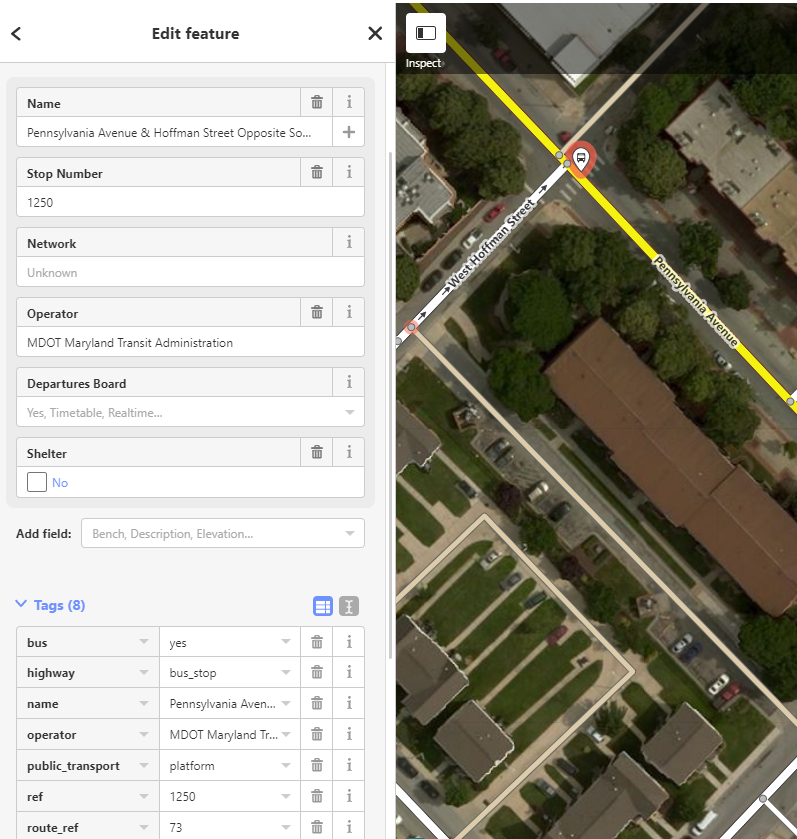 Edit feature
Inspect
Name
Pennsylvania Avenue & Hoffman Street Opposite So...
Stop Number
1250
Network
Unknown
Operator
MDOT Maryland Transit Administration
Departures Board
Yes, Timetable, Realtime...
Shelter
No
Add field:
Bench, Description, Elevation...
Tags (8)
bus yes
highway bus_stop
name Pennsylvania Aven...
operator MDOT Maryland Tr...
public_transport platform
ref 1250
route_ref 73
West Hoffman Street
Pennsylvania Avenue